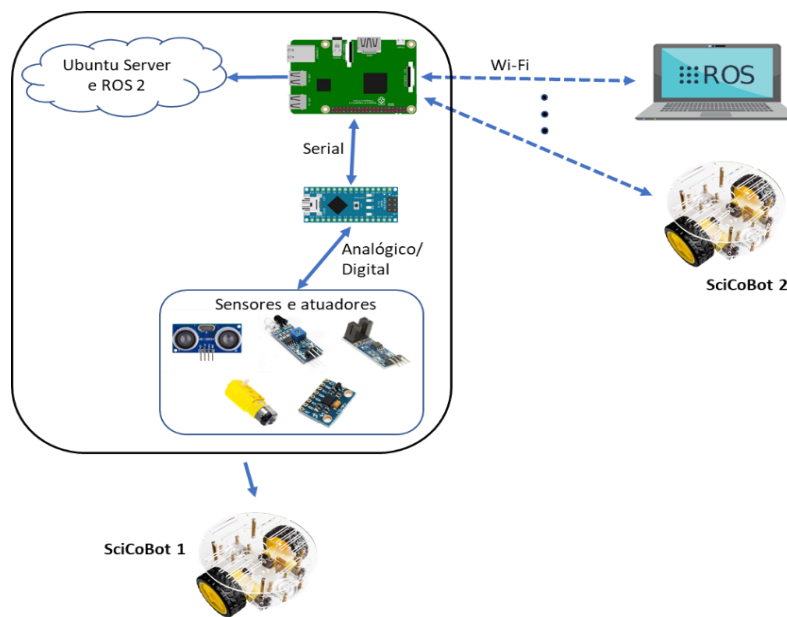 Ubuntu Server
e ROS 2
Wi-Fi
ROS
Serial
Analógico/
Digital
Sensores e atuadores
SciCoBot 2
SciCoBot 1